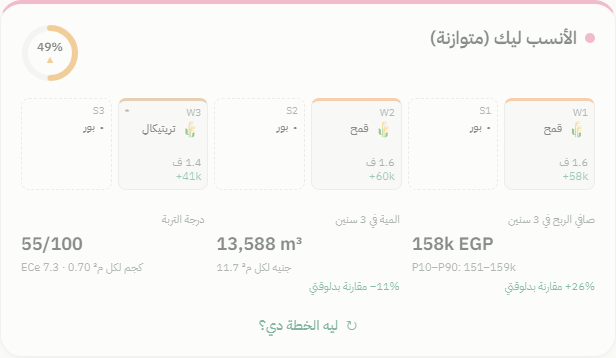 الأنسب ليك (متوازنة)
49%
▲
W1
قمح
1.6 ف
+58k
S1
• بور
W2
قمح
1.6 ف
+60k
S2
• بور
W3
تريتيكال
1.4 ف
+41k
S3
• بور
صافي الربح في 3 سنين
158k EGP
P10–P90: 151–159k
+26% مقارنة بدلوقتي
المية في 3 سنين
13,588 m³
11.7 جنيه لكل م³
−11% مقارنة بدلوقتي
درجة التربة
55/100
ECe 7.3 · 0.70 كجم لكل م³
↻ ليه الخطة دي؟